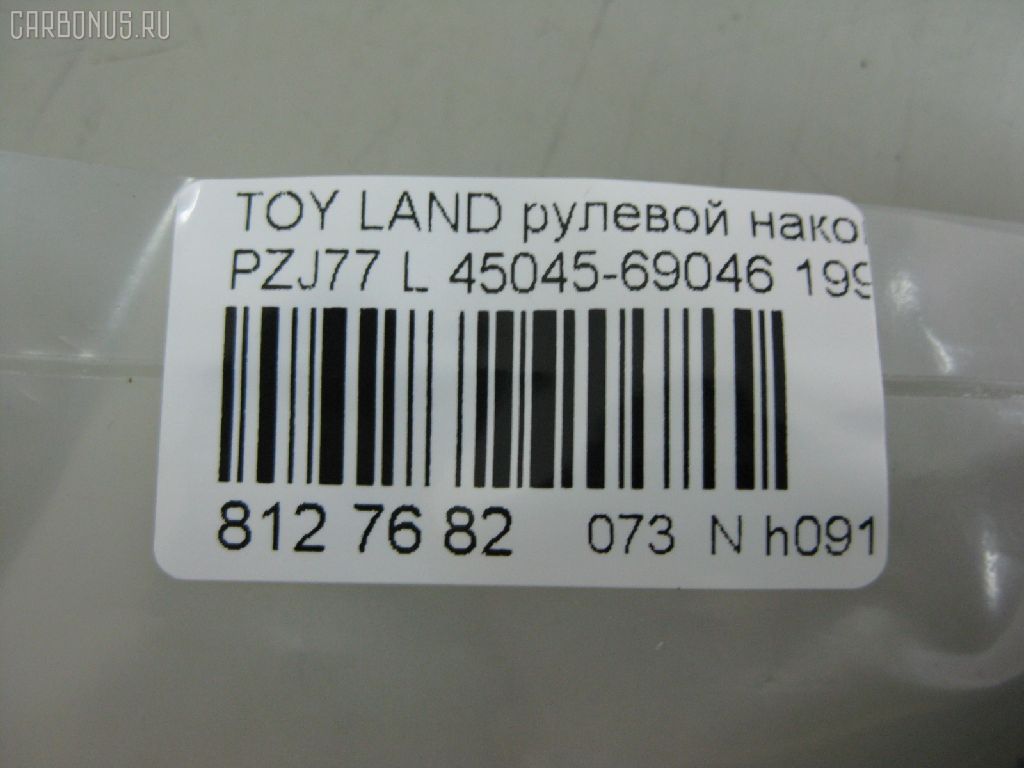 CARBONUS.RU
TOY LAND рулевой нако
PZJ77 L 45045-69046 199
812 76 82 073 N h091